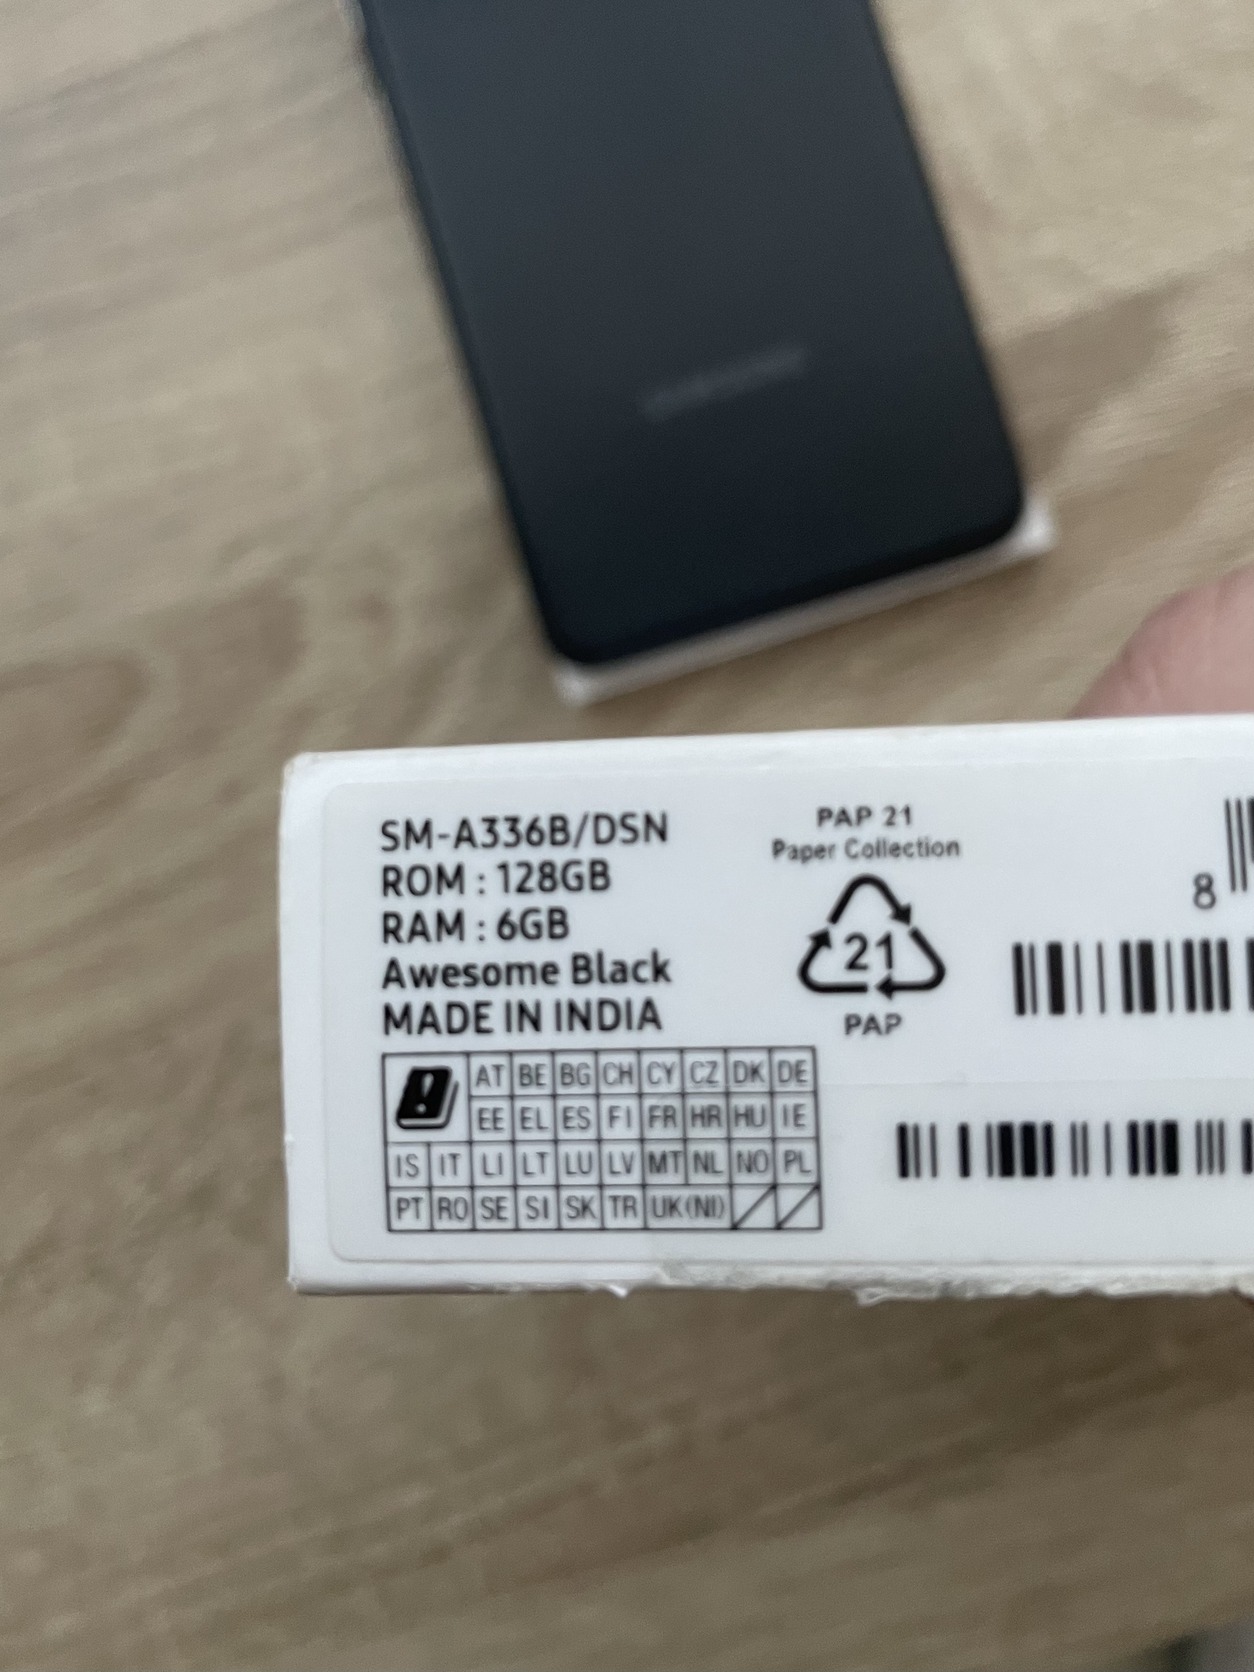 SM-A336B/DSN
ROM : 128GB
RAM : 6GB
Awesome Black
MADE IN INDIA
AT BE BG CH CY CZ DK DE
EE EL ES FI FR HR HU IE
IS IT LI LT LU LV MT NL NO PL
PT RO SE SI SK TR UK(NI)
PAP 21
Paper Collection
21
PAP
8